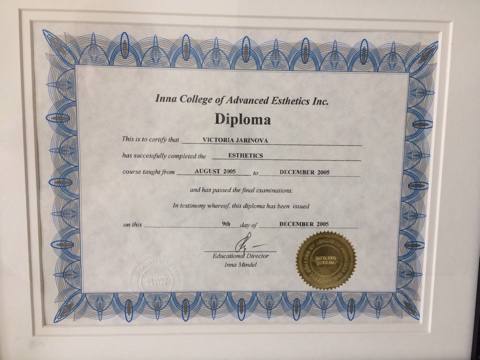 Inna College of Advanced Esthetics Inc.
Diploma
This is to certify that VICTORIA JARINOVA
has successfully completed the ESTHETICS
course taught from AUGUST 2005 to DECEMBER 2005
and has passed the final examinations.
In testimony whereof, this diploma has been issued
on this 9th day of DECEMBER 2005
Educational Director
Inna Mindel